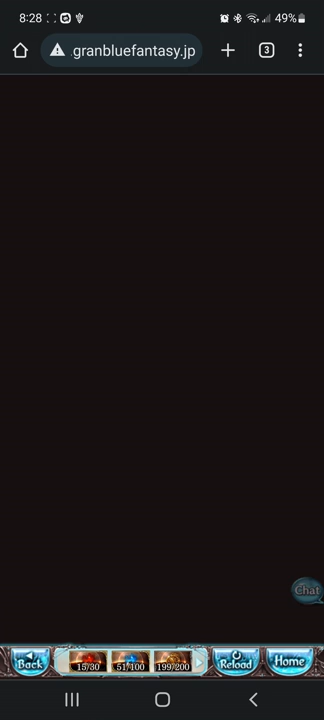 8:28
49%
.granbluefantasy.jp
3
Chat
Back
15/30
51/100
199/200
Reload
Home